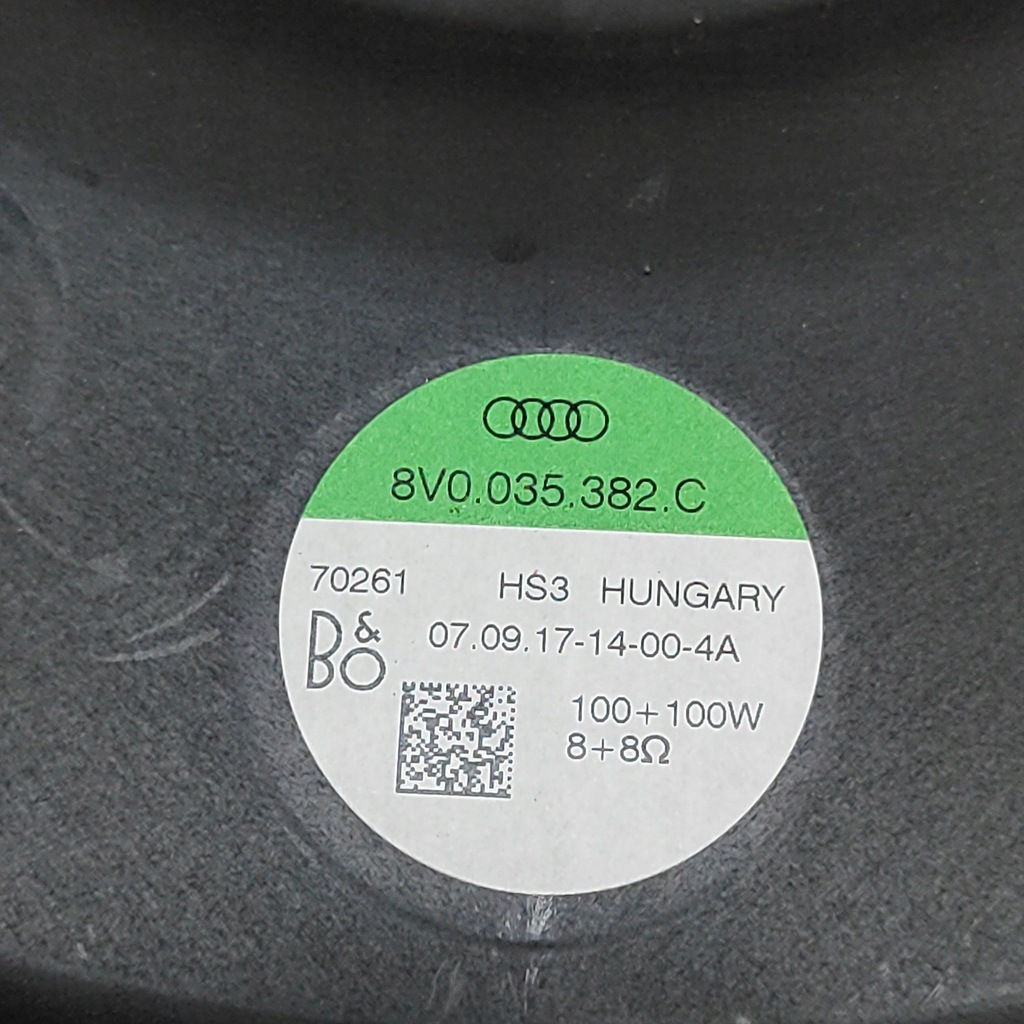 8V0.035.382.C
70261 HS3 HUNGARY
B&O 07.09.17-14-00-4A
100+100W
8+8Ω